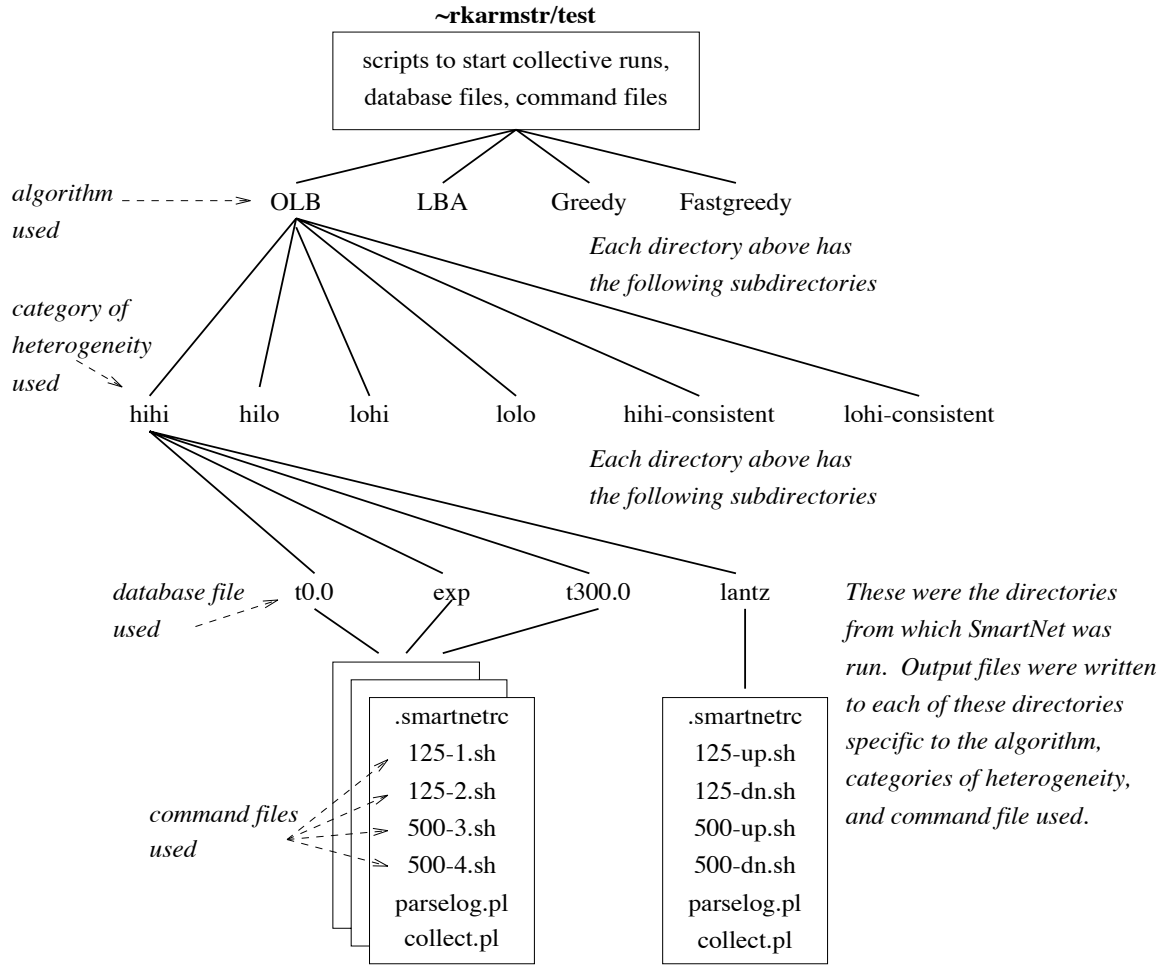 ~rkarmstr/test
scripts to start collective runs,
database files, command files
algorithm
used
OLB
LBA
Greedy
Fastgreedy
Each directory above has
the following subdirectories
category of
heterogeneity
used
hihi
hilo
lohi
lolo
hihi-consistent
lohi-consistent
Each directory above has
the following subdirectories
database file
used
t0.0
exp
t300.0
lantz
These were the directories
from which SmartNet was
run.  Output files were written
to each of these directories
specific to the algorithm,
categories of heterogeneity,
and command file used.
command files
used
.smartnetrc
125-1.sh
125-2.sh
500-3.sh
500-4.sh
parselog.pl
collect.pl
.smartnetrc
125-up.sh
125-dn.sh
500-up.sh
500-dn.sh
parselog.pl
collect.pl